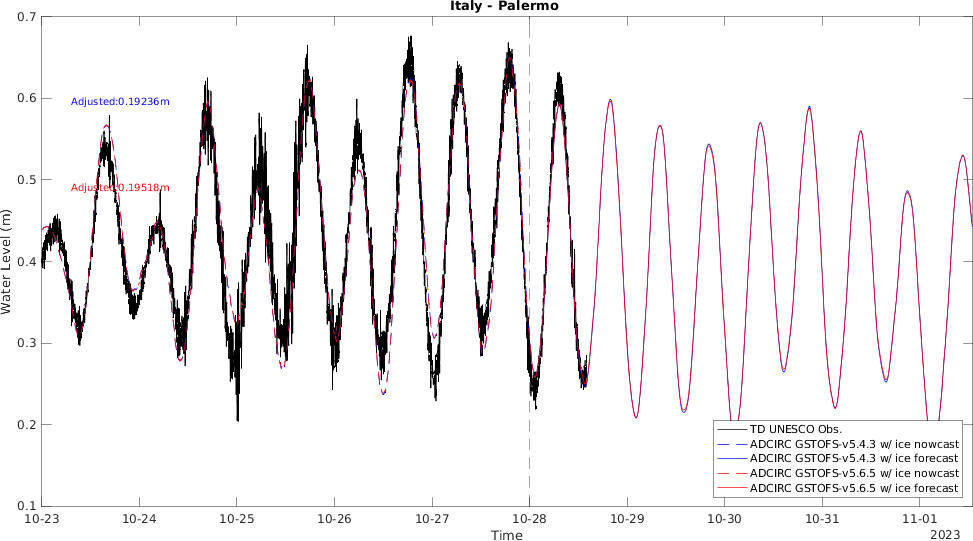 Italy - Palermo
0.7
0.6
0.5
0.4
0.3
0.2
0.1
Water Level (m)
Adjusted:0.19236m
Adjusted:0.19518m
TD UNESCO Obs.
ADCIRC GSTOFS-v5.4.3 w/ ice nowcast
ADCIRC GSTOFS-v5.4.3 w/ ice forecast
ADCIRC GSTOFS-v5.6.5 w/ ice nowcast
ADCIRC GSTOFS-v5.6.5 w/ ice forecast
10-23 10-24 10-25 10-26 10-27 10-28 10-29 10-30 10-31 11-01
Time
2023